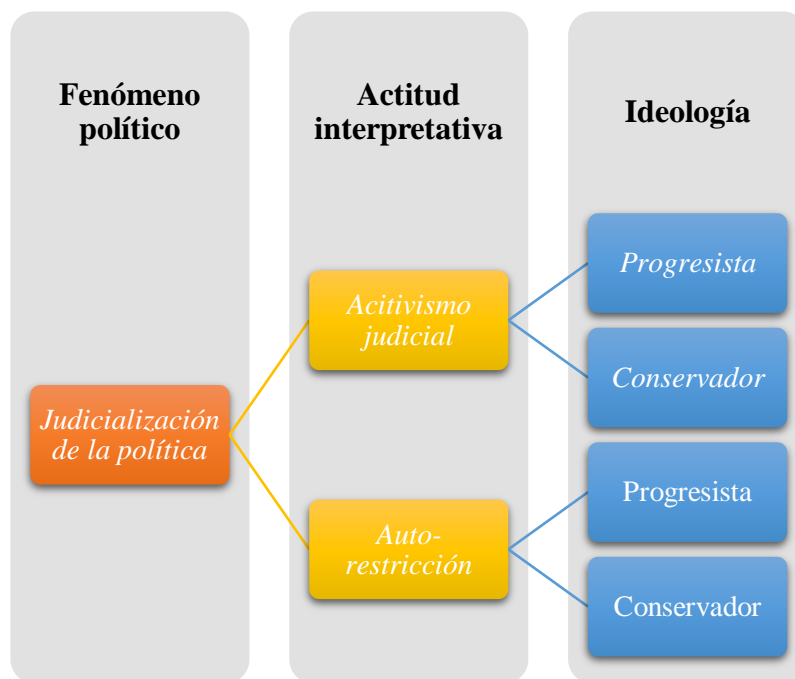 Fenómeno
político
Actitud
interpretativa
Ideología
Judicialización
de la política
Acitivismo
judicial
Auto-
restricción
Progresista
Conservador
Progresista
Conservador